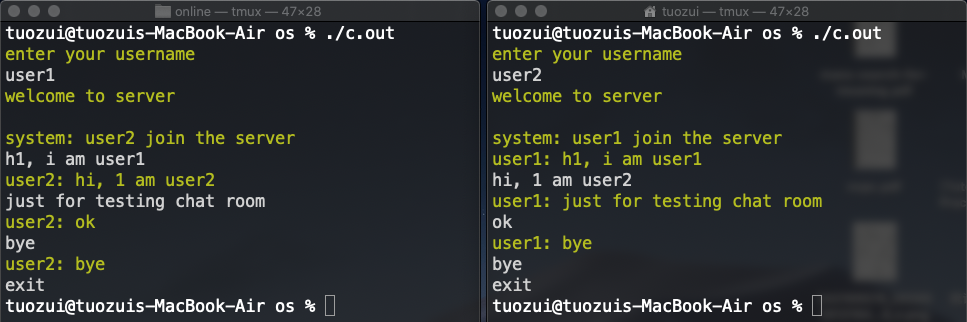 online — tmux — 47×28
tuozui@tuozuis-MacBook-Air os % ./c.out
enter your username
user1
welcome to server
system: user2 join the server
h1, i am user1
user2: hi, 1 am user2
just for testing chat room
user2: ok
bye
user2: bye
exit
tuozui@tuozuis-MacBook-Air os %
tuozui — tmux — 47×28
tuozui@tuozuis-MacBook-Air os % ./c.out
enter your username
user2
welcome to server
system: user1 join the server
user1: h1, i am user1
hi, 1 am user2
user1: just for testing chat room
ok
user1: bye
bye
exit
tuozui@tuozuis-MacBook-Air os %